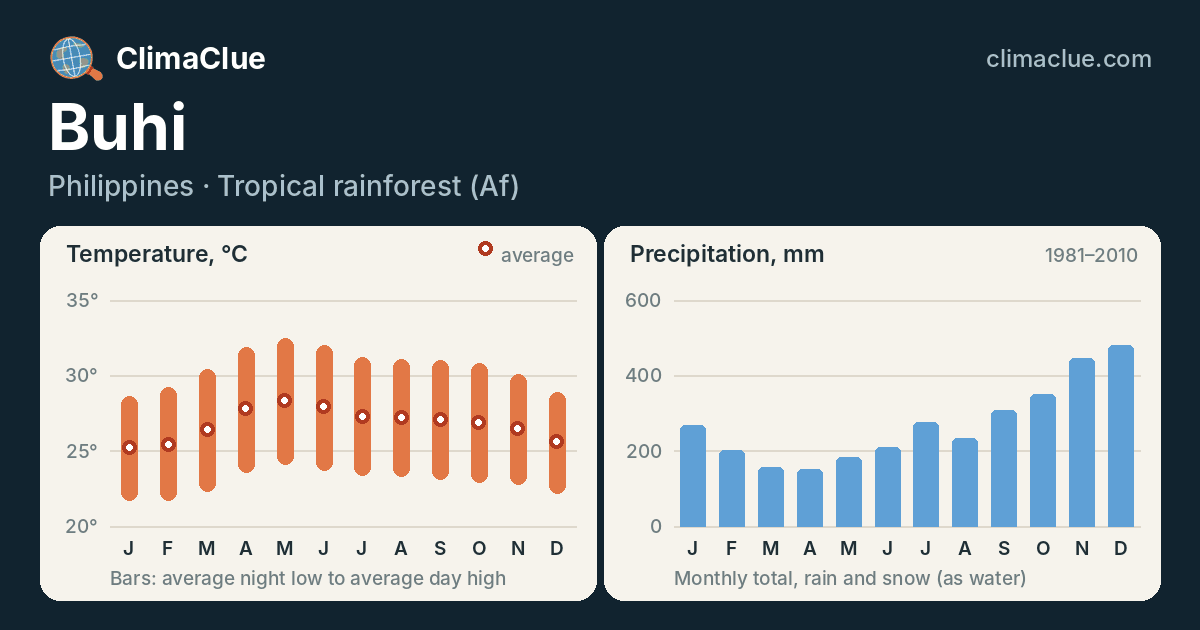 ClimaClue
climaclue.com
Buhi
Philippines · Tropical rainforest (Af)
Temperature, °C
average
35°
30°
25°
20°
J F M A M J J A S O N D
Bars: average night low to average day high
Precipitation, mm
1981–2010
600
400
200
0
J F M A M J J A S O N D
Monthly total, rain and snow (as water)